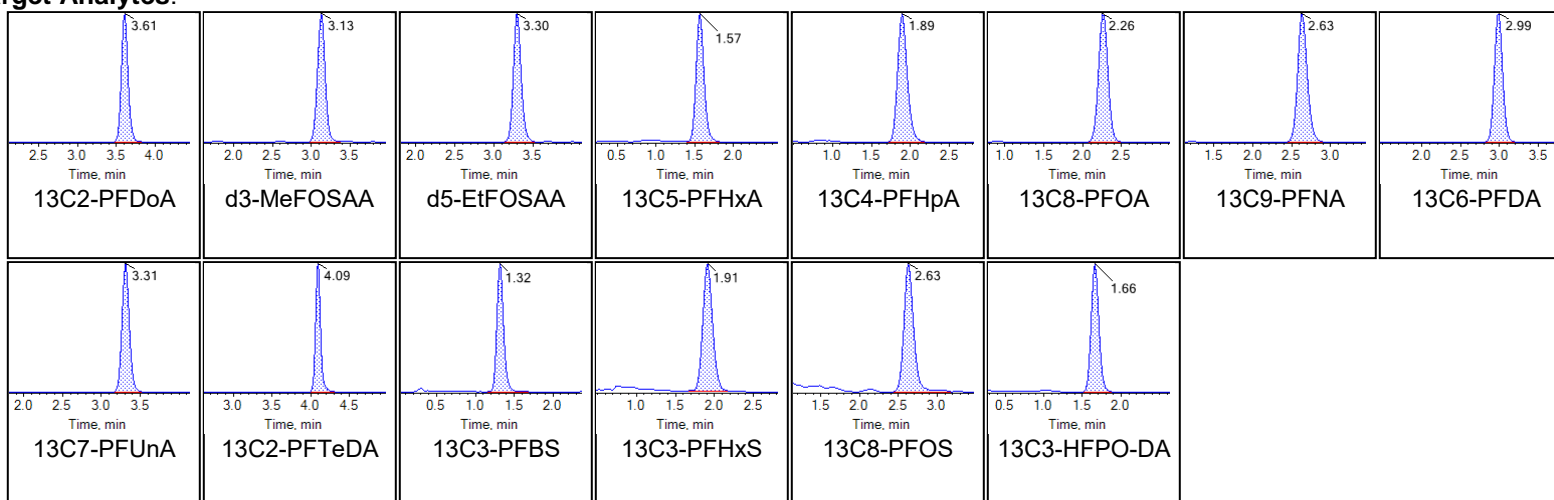 rget Analytes:
3.61 3.13 3.30 1.57 1.89 2.26 2.63 2.99
2.5 3.0 3.5 4.0 2.0 2.5 3.0 3.5 2.0 2.5 3.0 3.5 0.5 1.0 1.5 2.0 1.0 1.5 2.0 2.5 1.0 1.5 2.0 2.5 1.5 2.0 2.5 3.0 2.0 2.5 3.0 3.5
Time, min Time, min Time, min Time, min Time, min Time, min Time, min Time, min
13C2-PFDoA d3-MeFOSAA d5-EtFOSAA 13C5-PFHxA 13C4-PFHpA 13C8-PFOA 13C9-PFNA 13C6-PFDA
3.31 4.09 1.32 1.91 2.63 1.66
2.0 2.5 3.0 3.5 3.0 3.5 4.0 4.5 0.5 1.0 1.5 2.0 1.0 1.5 2.0 2.5 1.5 2.0 2.5 3.0 0.5 1.0 1.5 2.0
Time, min Time, min Time, min Time, min Time, min Time, min
13C7-PFUnA 13C2-PFTeDA 13C3-PFBS 13C3-PFHxS 13C8-PFOS 13C3-HFPO-DA